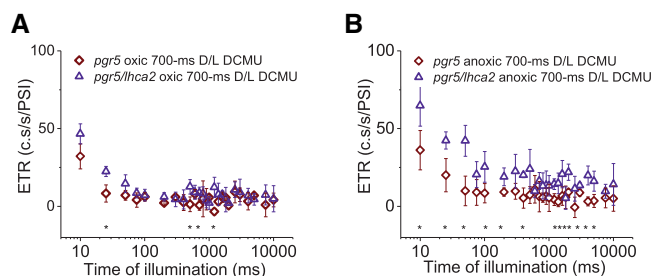 A
ETR (c.s/s/PSI)
100
50
0
pgr5 oxic 700-ms D/L DCMU
pgr5/lhca2 oxic 700-ms D/L DCMU
* * * *
10 100 1000 10000
Time of illumination (ms)
B
ETR (c.s/s/PSI)
100
50
0
pgr5 anoxic 700-ms D/L DCMU
pgr5/lhca2 anoxic 700-ms D/L DCMU
* * * * * * ***** * * *
10 100 1000 10000
Time of illumination (ms)